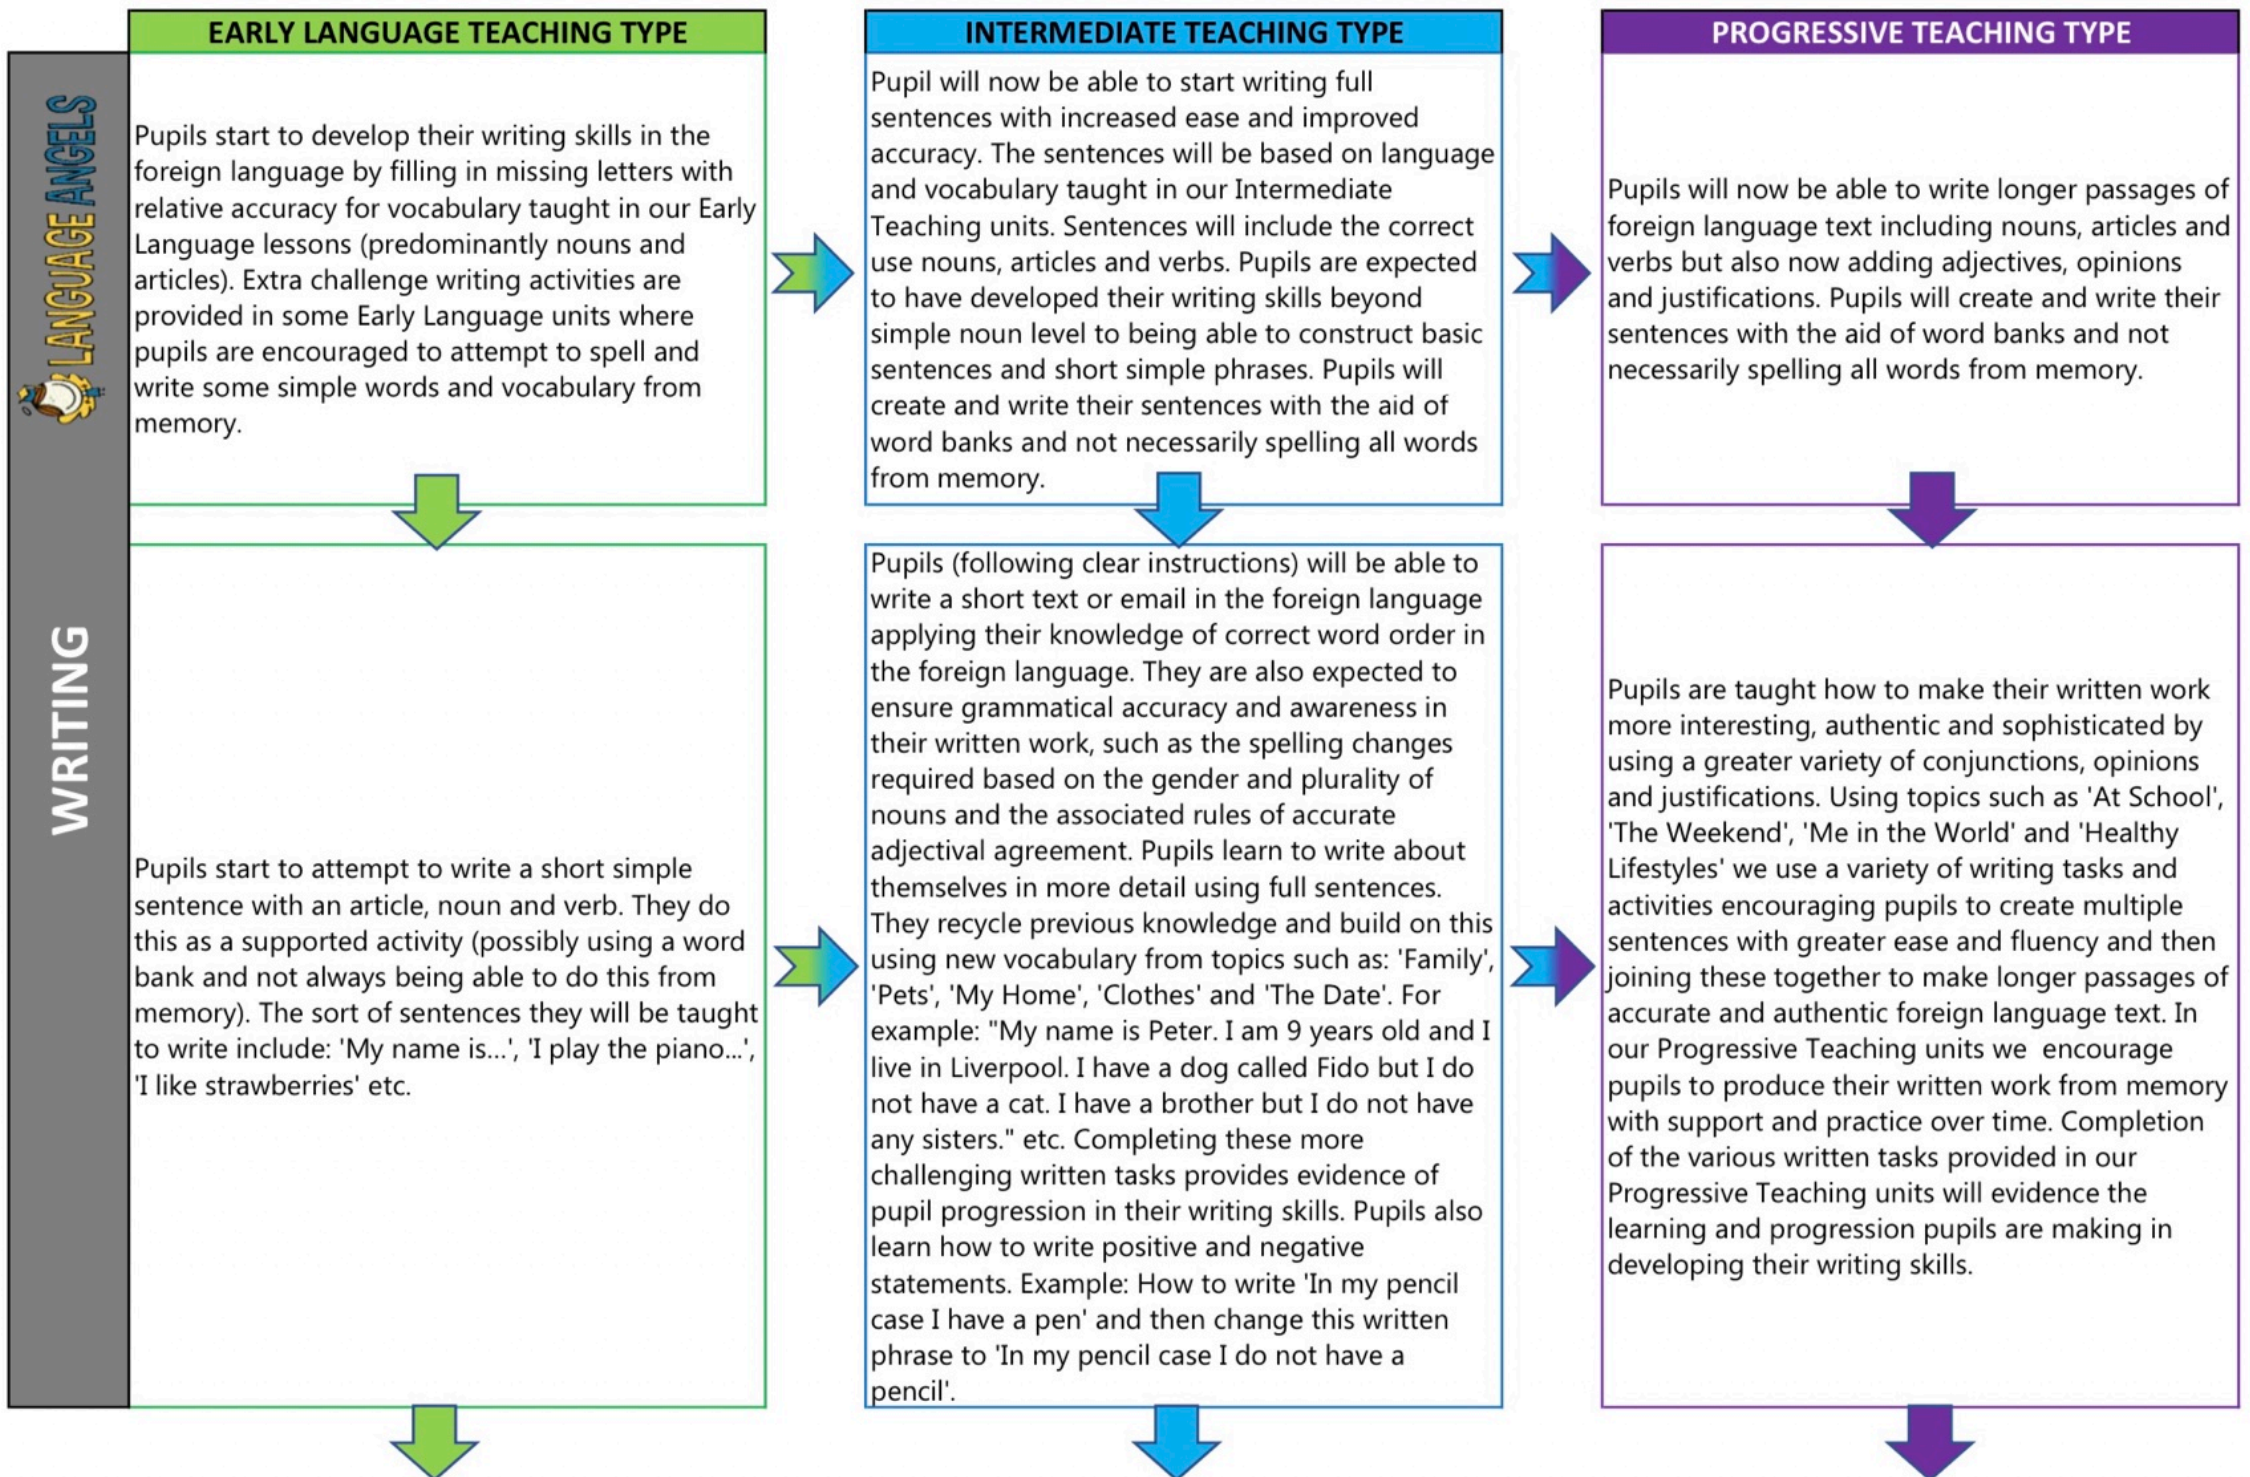 EARLY LANGUAGE TEACHING TYPE
INTERMEDIATE TEACHING TYPE
PROGRESSIVE TEACHING TYPE
LANGUAGE ANGELS
WRITING
Pupils start to develop their writing skills in the
foreign language by filling in missing letters with
relative accuracy for vocabulary taught in our Early
Language lessons (predominantly nouns and
articles). Extra challenge writing activities are
provided in some Early Language units where
pupils are encouraged to attempt to spell and
write some simple words and vocabulary from
memory.
Pupil will now be able to start writing full
sentences with increased ease and improved
accuracy. The sentences will be based on language
and vocabulary taught in our Intermediate
Teaching units. Sentences will include the correct
use nouns, articles and verbs. Pupils are expected
to have developed their writing skills beyond
simple noun level to being able to construct basic
sentences and short simple phrases. Pupils will
create and write their sentences with the aid of
word banks and not necessarily spelling all words
from memory.
Pupils will now be able to write longer passages of
foreign language text including nouns, articles and
verbs but also now adding adjectives, opinions
and justifications. Pupils will create and write their
sentences with the aid of word banks and not
necessarily spelling all words from memory.
Pupils start to attempt to write a short simple
sentence with an article, noun and verb. They do
this as a supported activity (possibly using a word
bank and not always being able to do this from
memory). The sort of sentences they will be taught
to write include: 'My name is...', 'I play the piano...',
'I like strawberries' etc.
Pupils (following clear instructions) will be able to
write a short text or email in the foreign language
applying their knowledge of correct word order in
the foreign language. They are also expected to
ensure grammatical accuracy and awareness in
their written work, such as the spelling changes
required based on the gender and plurality of
nouns and the associated rules of accurate
adjectival agreement. Pupils learn to write about
themselves in more detail using full sentences.
They recycle previous knowledge and build on this
using new vocabulary from topics such as: 'Family',
'Pets', 'My Home', 'Clothes' and 'The Date'. For
example: "My name is Peter. I am 9 years old and I
live in Liverpool. I have a dog called Fido but I do
not have a cat. I have a brother but I do not have
any sisters." etc. Completing these more
challenging written tasks provides evidence of
pupil progression in their writing skills. Pupils also
learn how to write positive and negative
statements. Example: How to write 'In my pencil
case I have a pen' and then change this written
phrase to 'In my pencil case I do not have a
pencil'.
Pupils are taught how to make their written work
more interesting, authentic and sophisticated by
using a greater variety of conjunctions, opinions
and justifications. Using topics such as 'At School',
'The Weekend', 'Me in the World' and 'Healthy
Lifestyles' we use a variety of writing tasks and
activities encouraging pupils to create multiple
sentences with greater ease and fluency and then
joining these together to make longer passages of
accurate and authentic foreign language text. In
our Progressive Teaching units we  encourage
pupils to produce their written work from memory
with support and practice over time. Completion
of the various written tasks provided in our
Progressive Teaching units will evidence the
learning and progression pupils are making in
developing their writing skills.